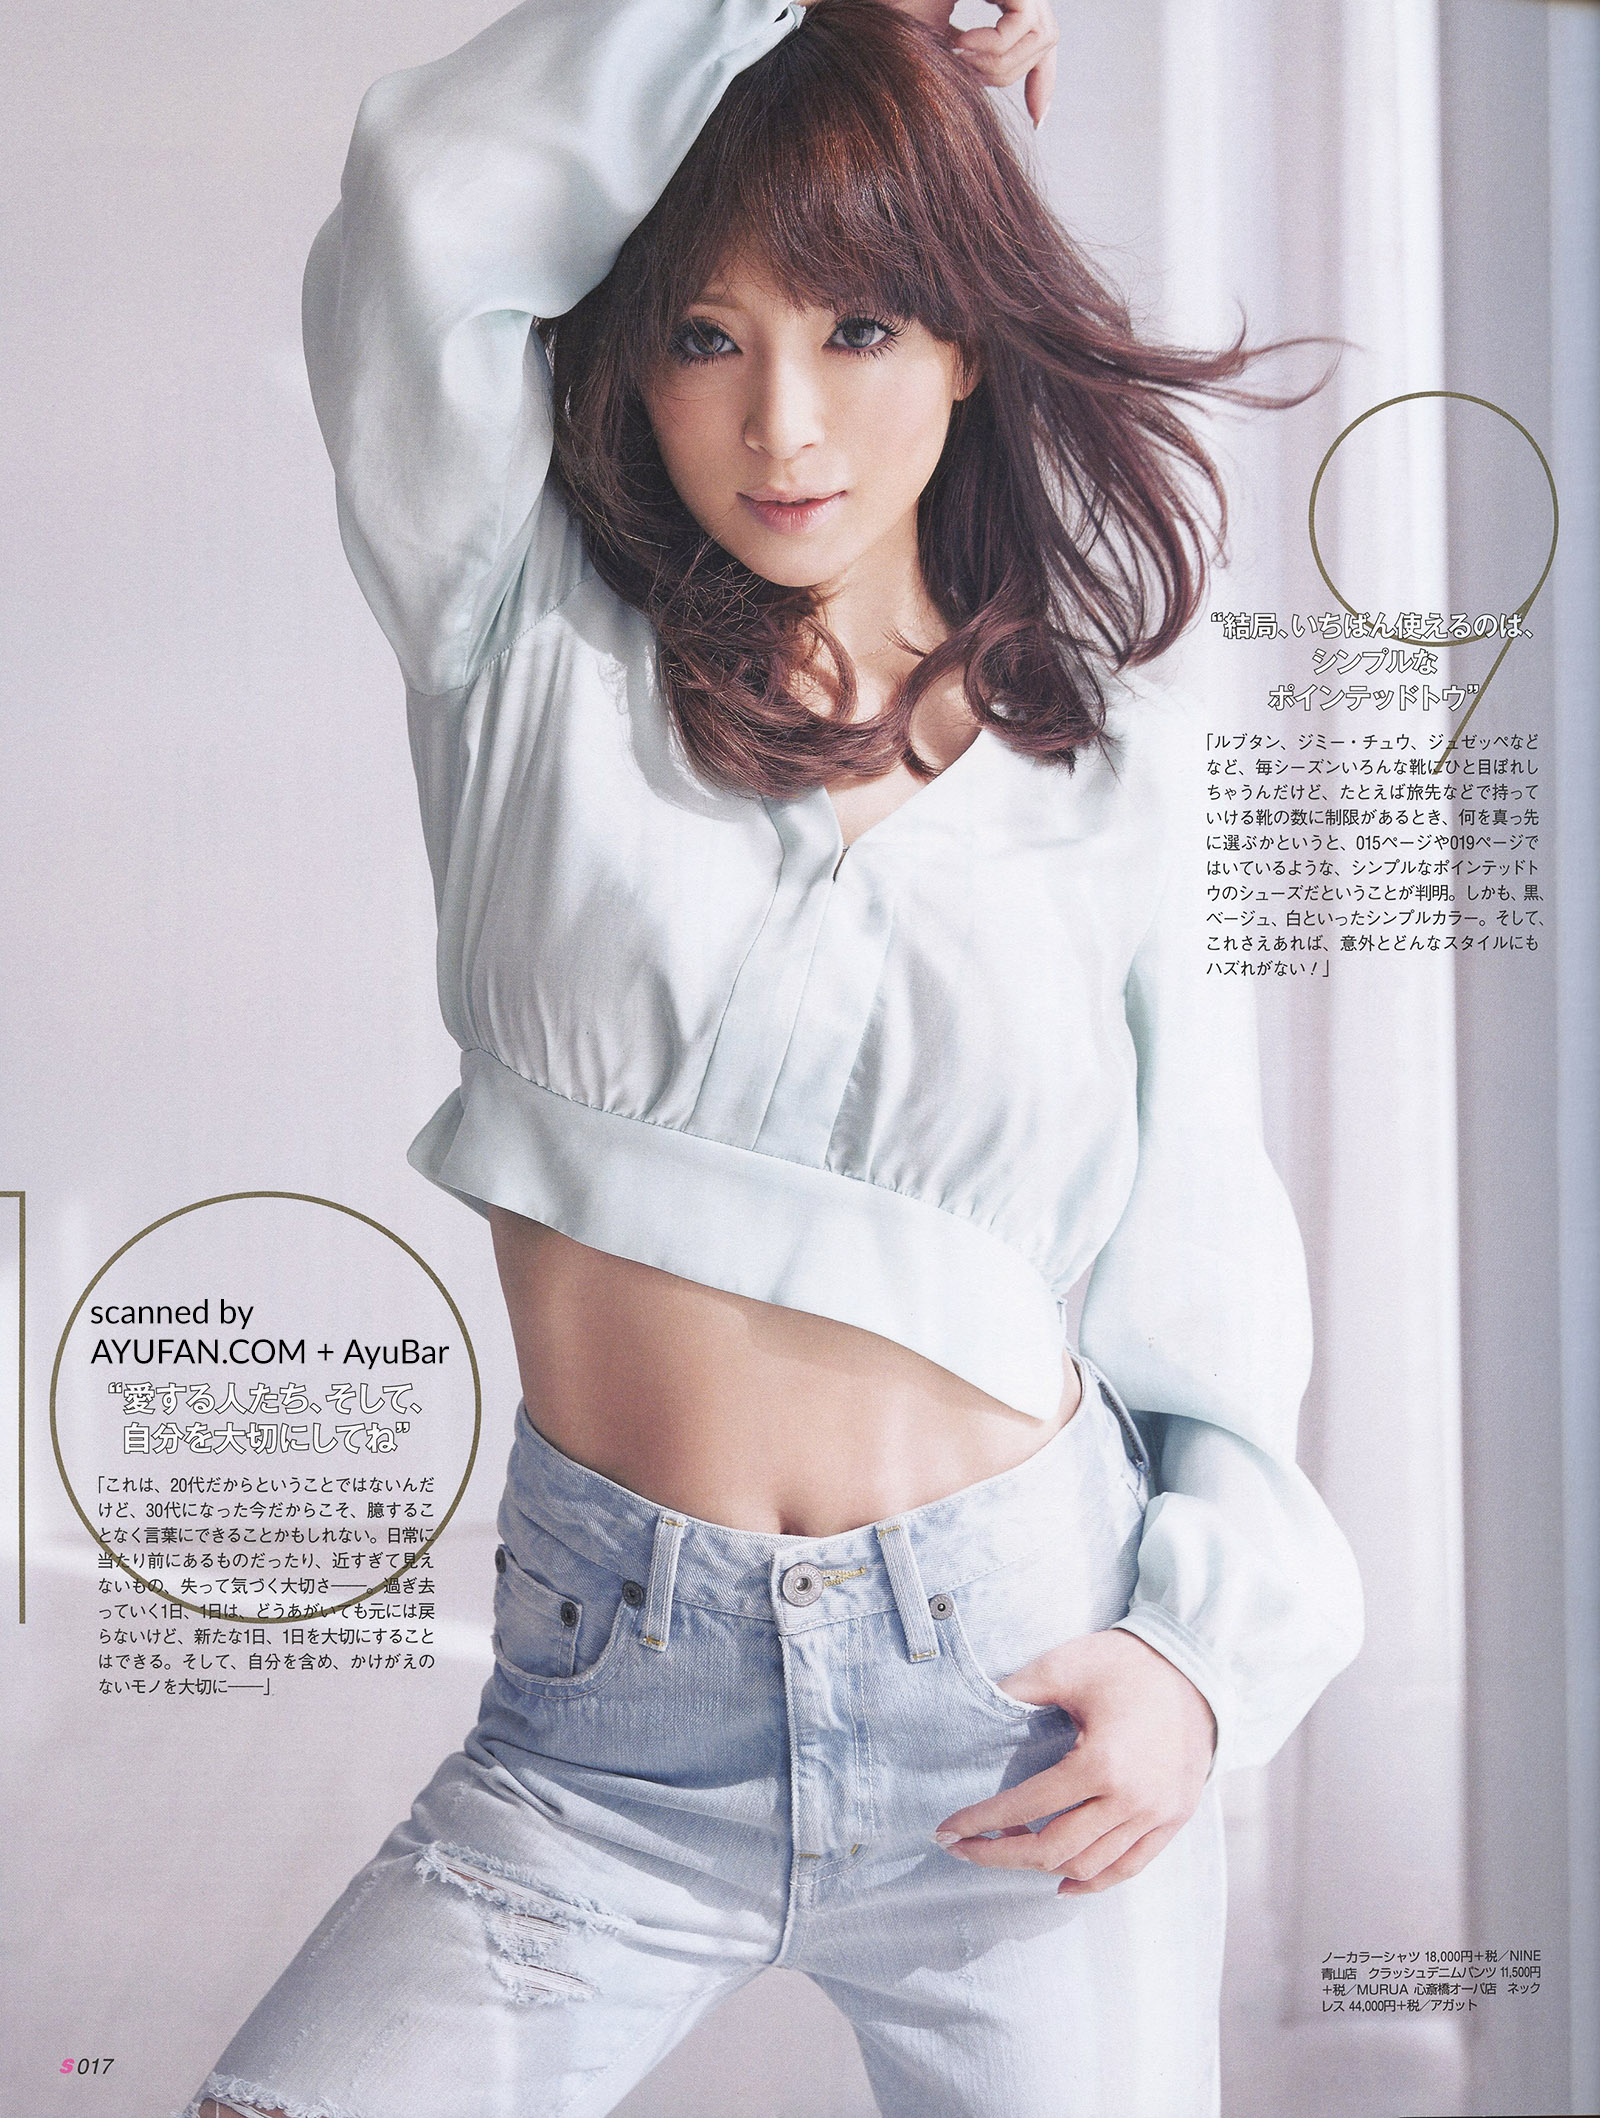 9
“結局、いちばん使えるのは、
シンプルな
ポインテッドトウ”
「ルブタン、ジミー・チュウ、ジュゼッペなど
など、毎シーズンいろんな靴にひと目ぼれし
ちゃうんだけど、たとえば旅先などで持って
いける靴の数に制限があるとき、何を真っ先
に選ぶかというと、015ページや019ページで
はいているような、シンプルなポインテッドト
ウのシューズだということが判明。しかも、黒、
ベージュ、白といったシンプルカラー。そして、
これさえあれば、意外とどんなスタイルにも
ハズれがない！」
10
scanned by
AYUFAN.COM + AyuBar
“愛する人たち、そして、
自分を大切にしてね”
「これは、20代だからということではないんだ
けど、30代になった今だからこそ、臆するこ
となく言葉にできることかもしれない。日常に
当たり前にあるものだったり、近すぎて見え
ないもの、失って気づく大切さ——。過ぎ去
っていく1日、1日は、どうあがいても元には戻
らないけど、新たな1日、1日を大切にすること
はできる。そして、自分を含め、かけがえの
ないモノを大切に——」
ノーカラーシャツ 18,000円＋税／NINE
青山店　クラッシュデニムパンツ 11,500円
＋税／MURUA 心斎橋オーパ店　ネック
レス 44,000円＋税／アガット
S 017